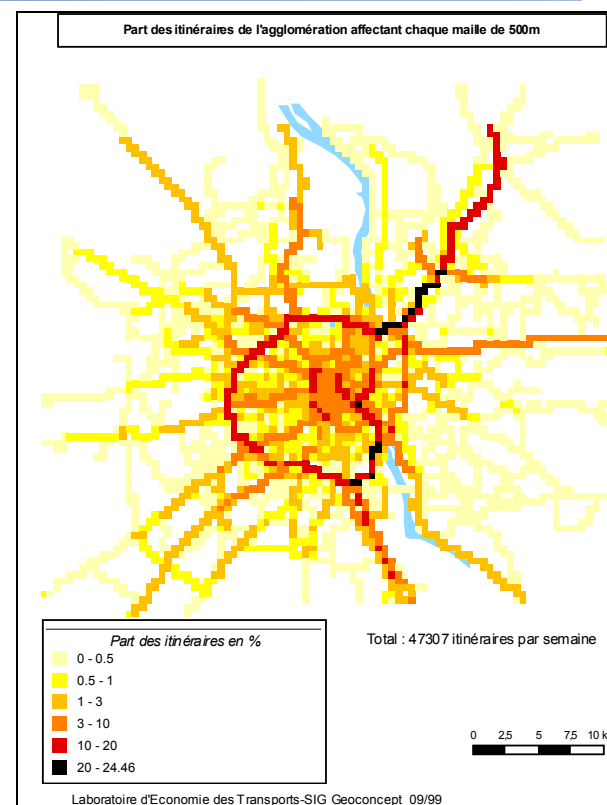 Part des itinéraires de l'agglomération affectant chaque maille de 500m
Part des itinéraires en %
0 - 0.5
0.5 - 1
1 - 3
3 - 10
10 - 20
20 - 24.46
Total : 47307 itinéraires par semaine
0 2,5 5 7,5 10 k
Laboratoire d'Economie des Transports-SIG Geoconcept 09/99